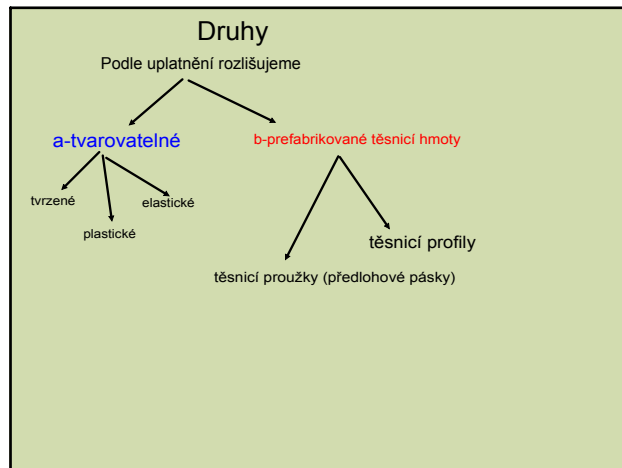 Druhy
Podle uplatnění rozlišujeme
a-tvarovatelné
b-prefabrikované těsnicí hmoty
tvrzené
elastické
plastické
těsnicí profily
těsnicí proužky (předlohové pásky)